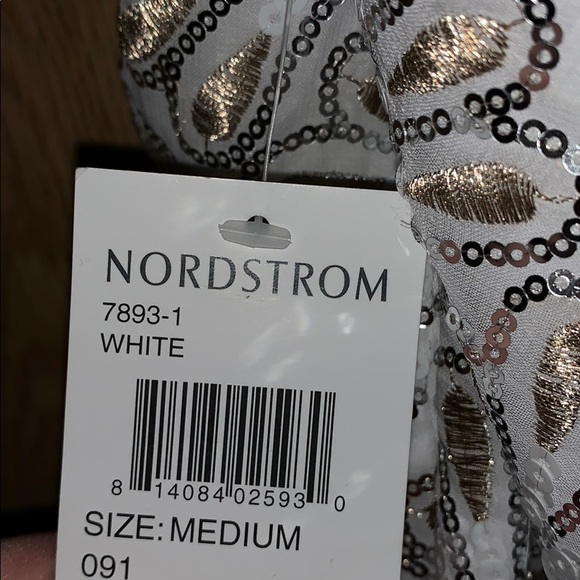 NORDSTROM
7893-1
WHITE
8 14084 02593 0
SIZE: MEDIUM
091